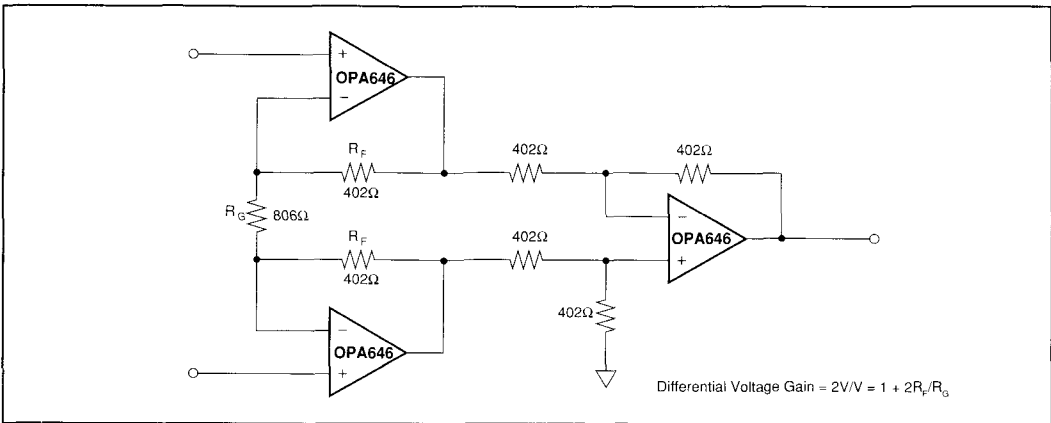 +
OPA646
−
R_F
402Ω
402Ω
402Ω
R_G
806Ω
−
OPA646
+
R_F
402Ω
402Ω
402Ω
−
OPA646
+
Differential Voltage Gain = 2V/V = 1 + 2R_F/R_G